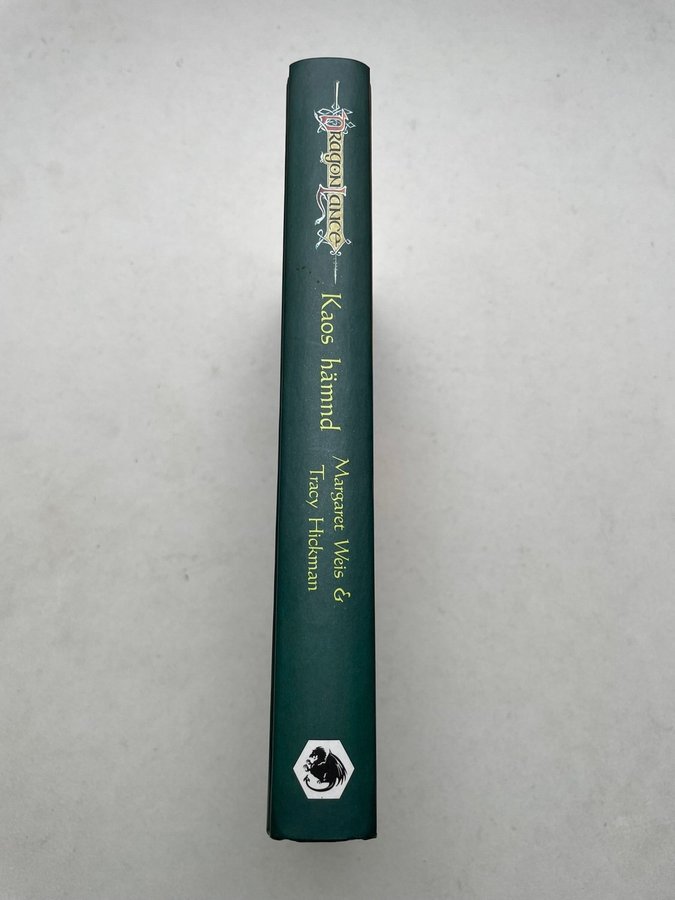 DragonLance
Kaos hämnd
Margaret Weis &
Tracy Hickman